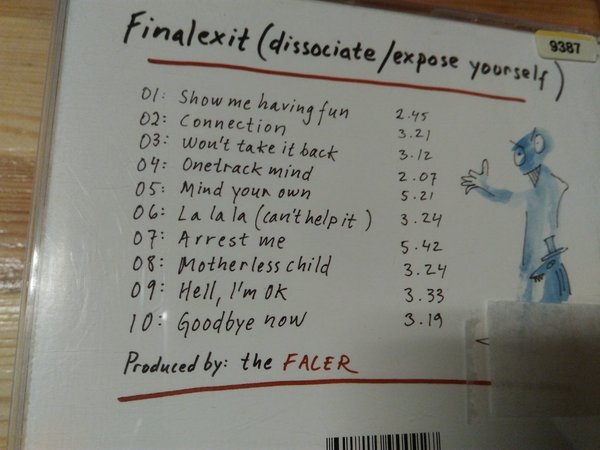 Finalexit (dissociate/expose yourself)
9387
01: Show me having fun 2.45
02: Connection 3.21
03: Won't take it back 3.12
04: Onetrack mind 2.07
05: Mind your own 5.21
06: La la la (can't help it) 3.24
07: Arrest me 5.42
08: Motherless child 3.24
09: Hell, I'm OK 3.33
10: Goodbye now 3.19
Produced by: the FALER